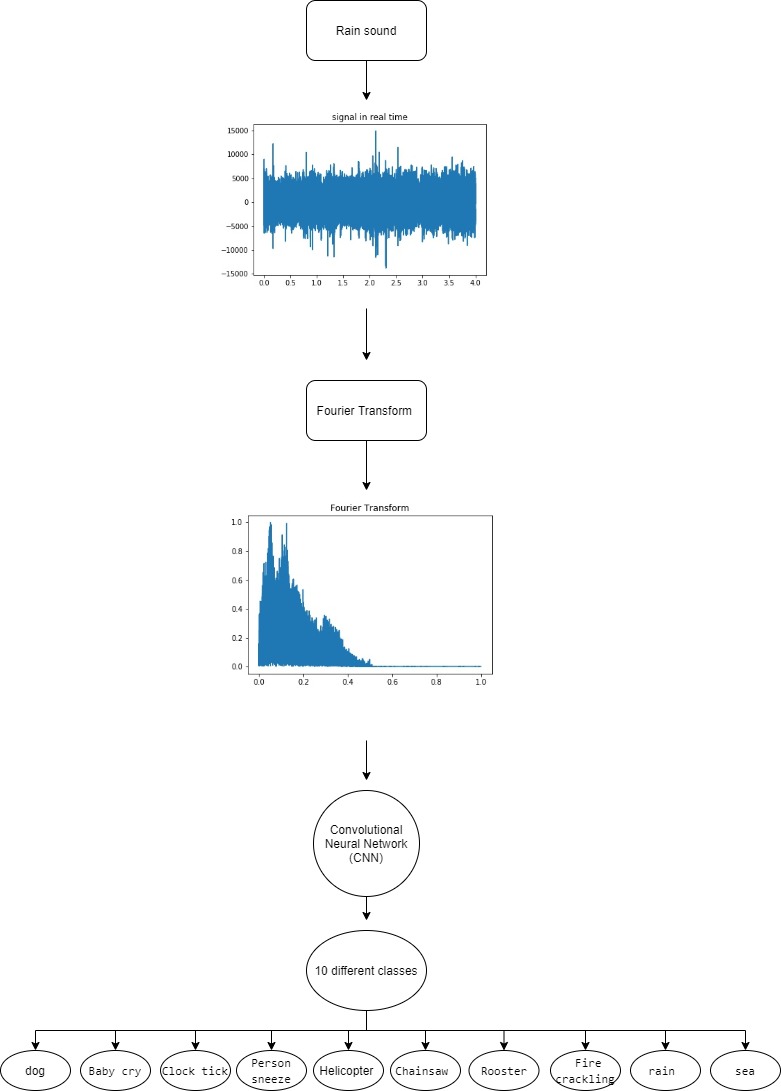 Rain sound
signal in real time
15000
10000
5000
0
−5000
−10000
−15000
0.0 0.5 1.0 1.5 2.0 2.5 3.0 3.5 4.0
Fourier Transform
Fourier Transform
1.0
0.8
0.6
0.4
0.2
0.0
0.0 0.2 0.4 0.6 0.8 1.0
Convolutional
Neural Network
(CNN)
10 different classes
dog
Baby cry
Clock tick
Person
sneeze
Helicopter
Chainsaw
Rooster
Fire
crackling
rain
sea